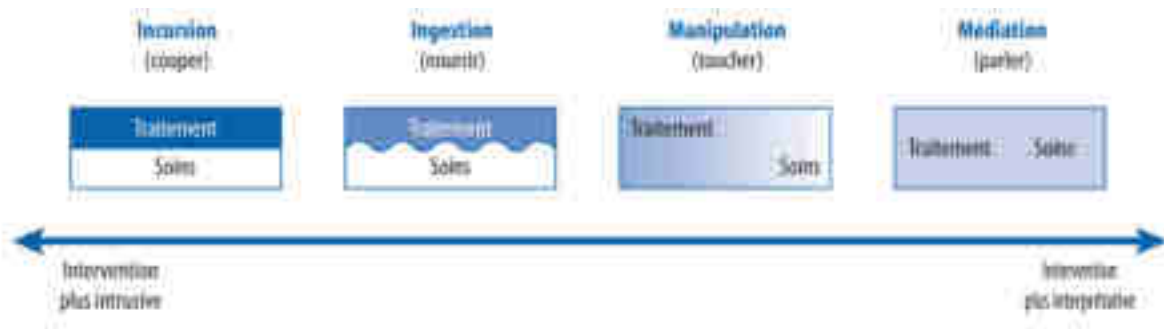 Incursion
(couper)
Ingestion
(nourrir)
Manipulation
(toucher)
Médiation
(parler)
Traitement
Soins
Traitement
Soins
Traitement
Soins
Traitement Soins
Intervention
plus intrusive
Intervention
plus interprétative